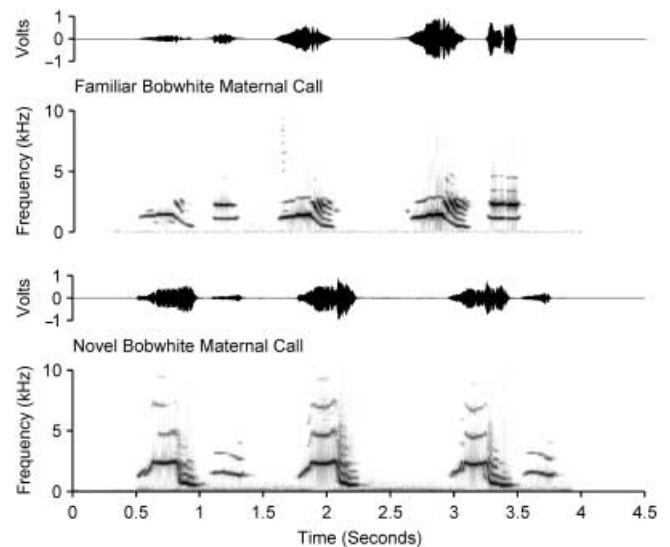 Volts
1
0
−1
Familiar Bobwhite Maternal Call
Frequency (kHz)
10
5
0
Volts
1
0
−1
Novel Bobwhite Maternal Call
Frequency (kHz)
10
5
0
0 0.5 1 1.5 2 2.5 3 3.5 4 4.5
Time (Seconds)